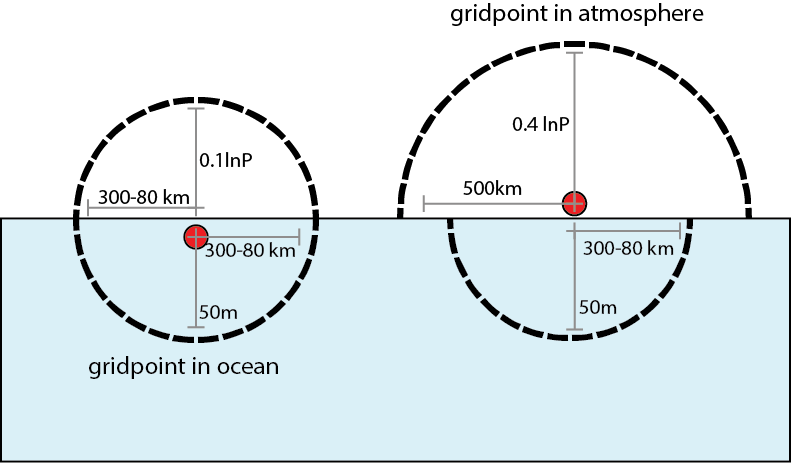 gridpoint in atmosphere
0.1lnP
300-80 km
300-80 km
50m
gridpoint in ocean
0.4 lnP
500km
300-80 km
50m